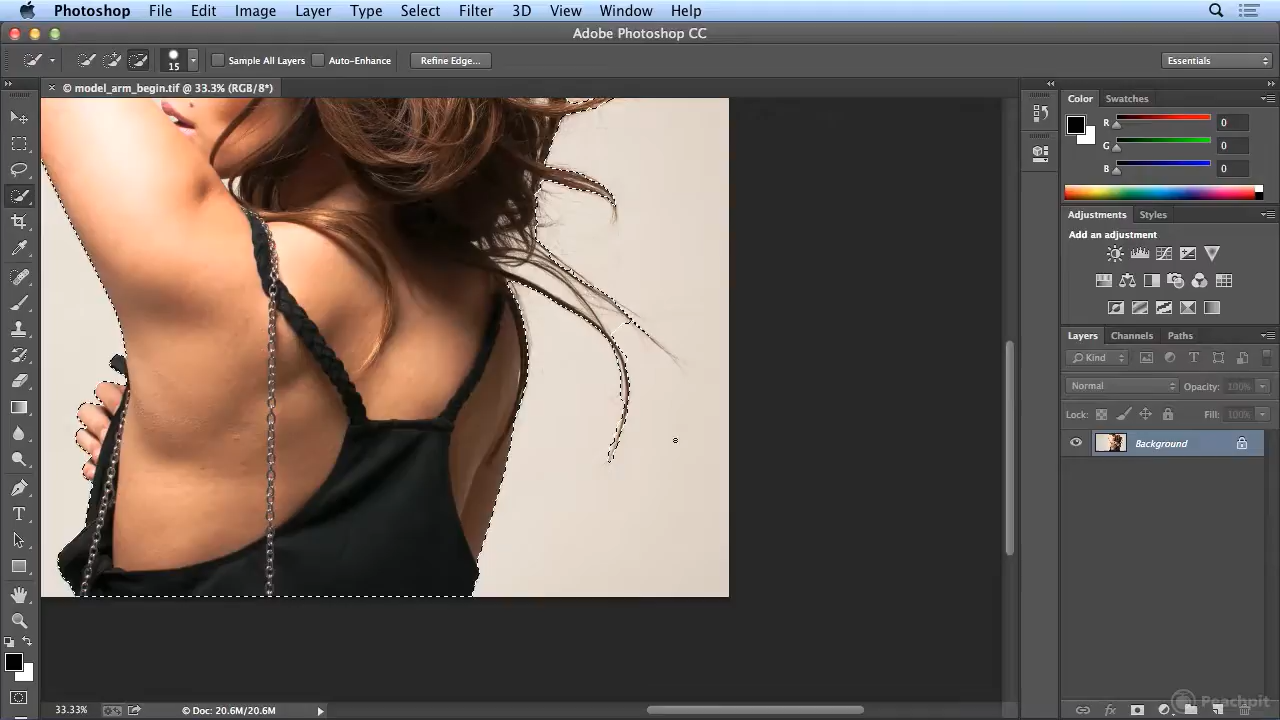 Photoshop File Edit Image Layer Type Select Filter 3D View Window Help
Adobe Photoshop CC
15 Sample All Layers Auto-Enhance Refine Edge... Essentials
× © model_arm_begin.tif @ 33.3% (RGB/8*)
Color Swatches
R 0
G 0
B 0
Adjustments Styles
Add an adjustment
Layers Channels Paths
Kind
Normal Opacity: 100%
Lock: Fill: 100%
Background
T
33.33% © Doc: 20.6M/20.6M
Peachpit